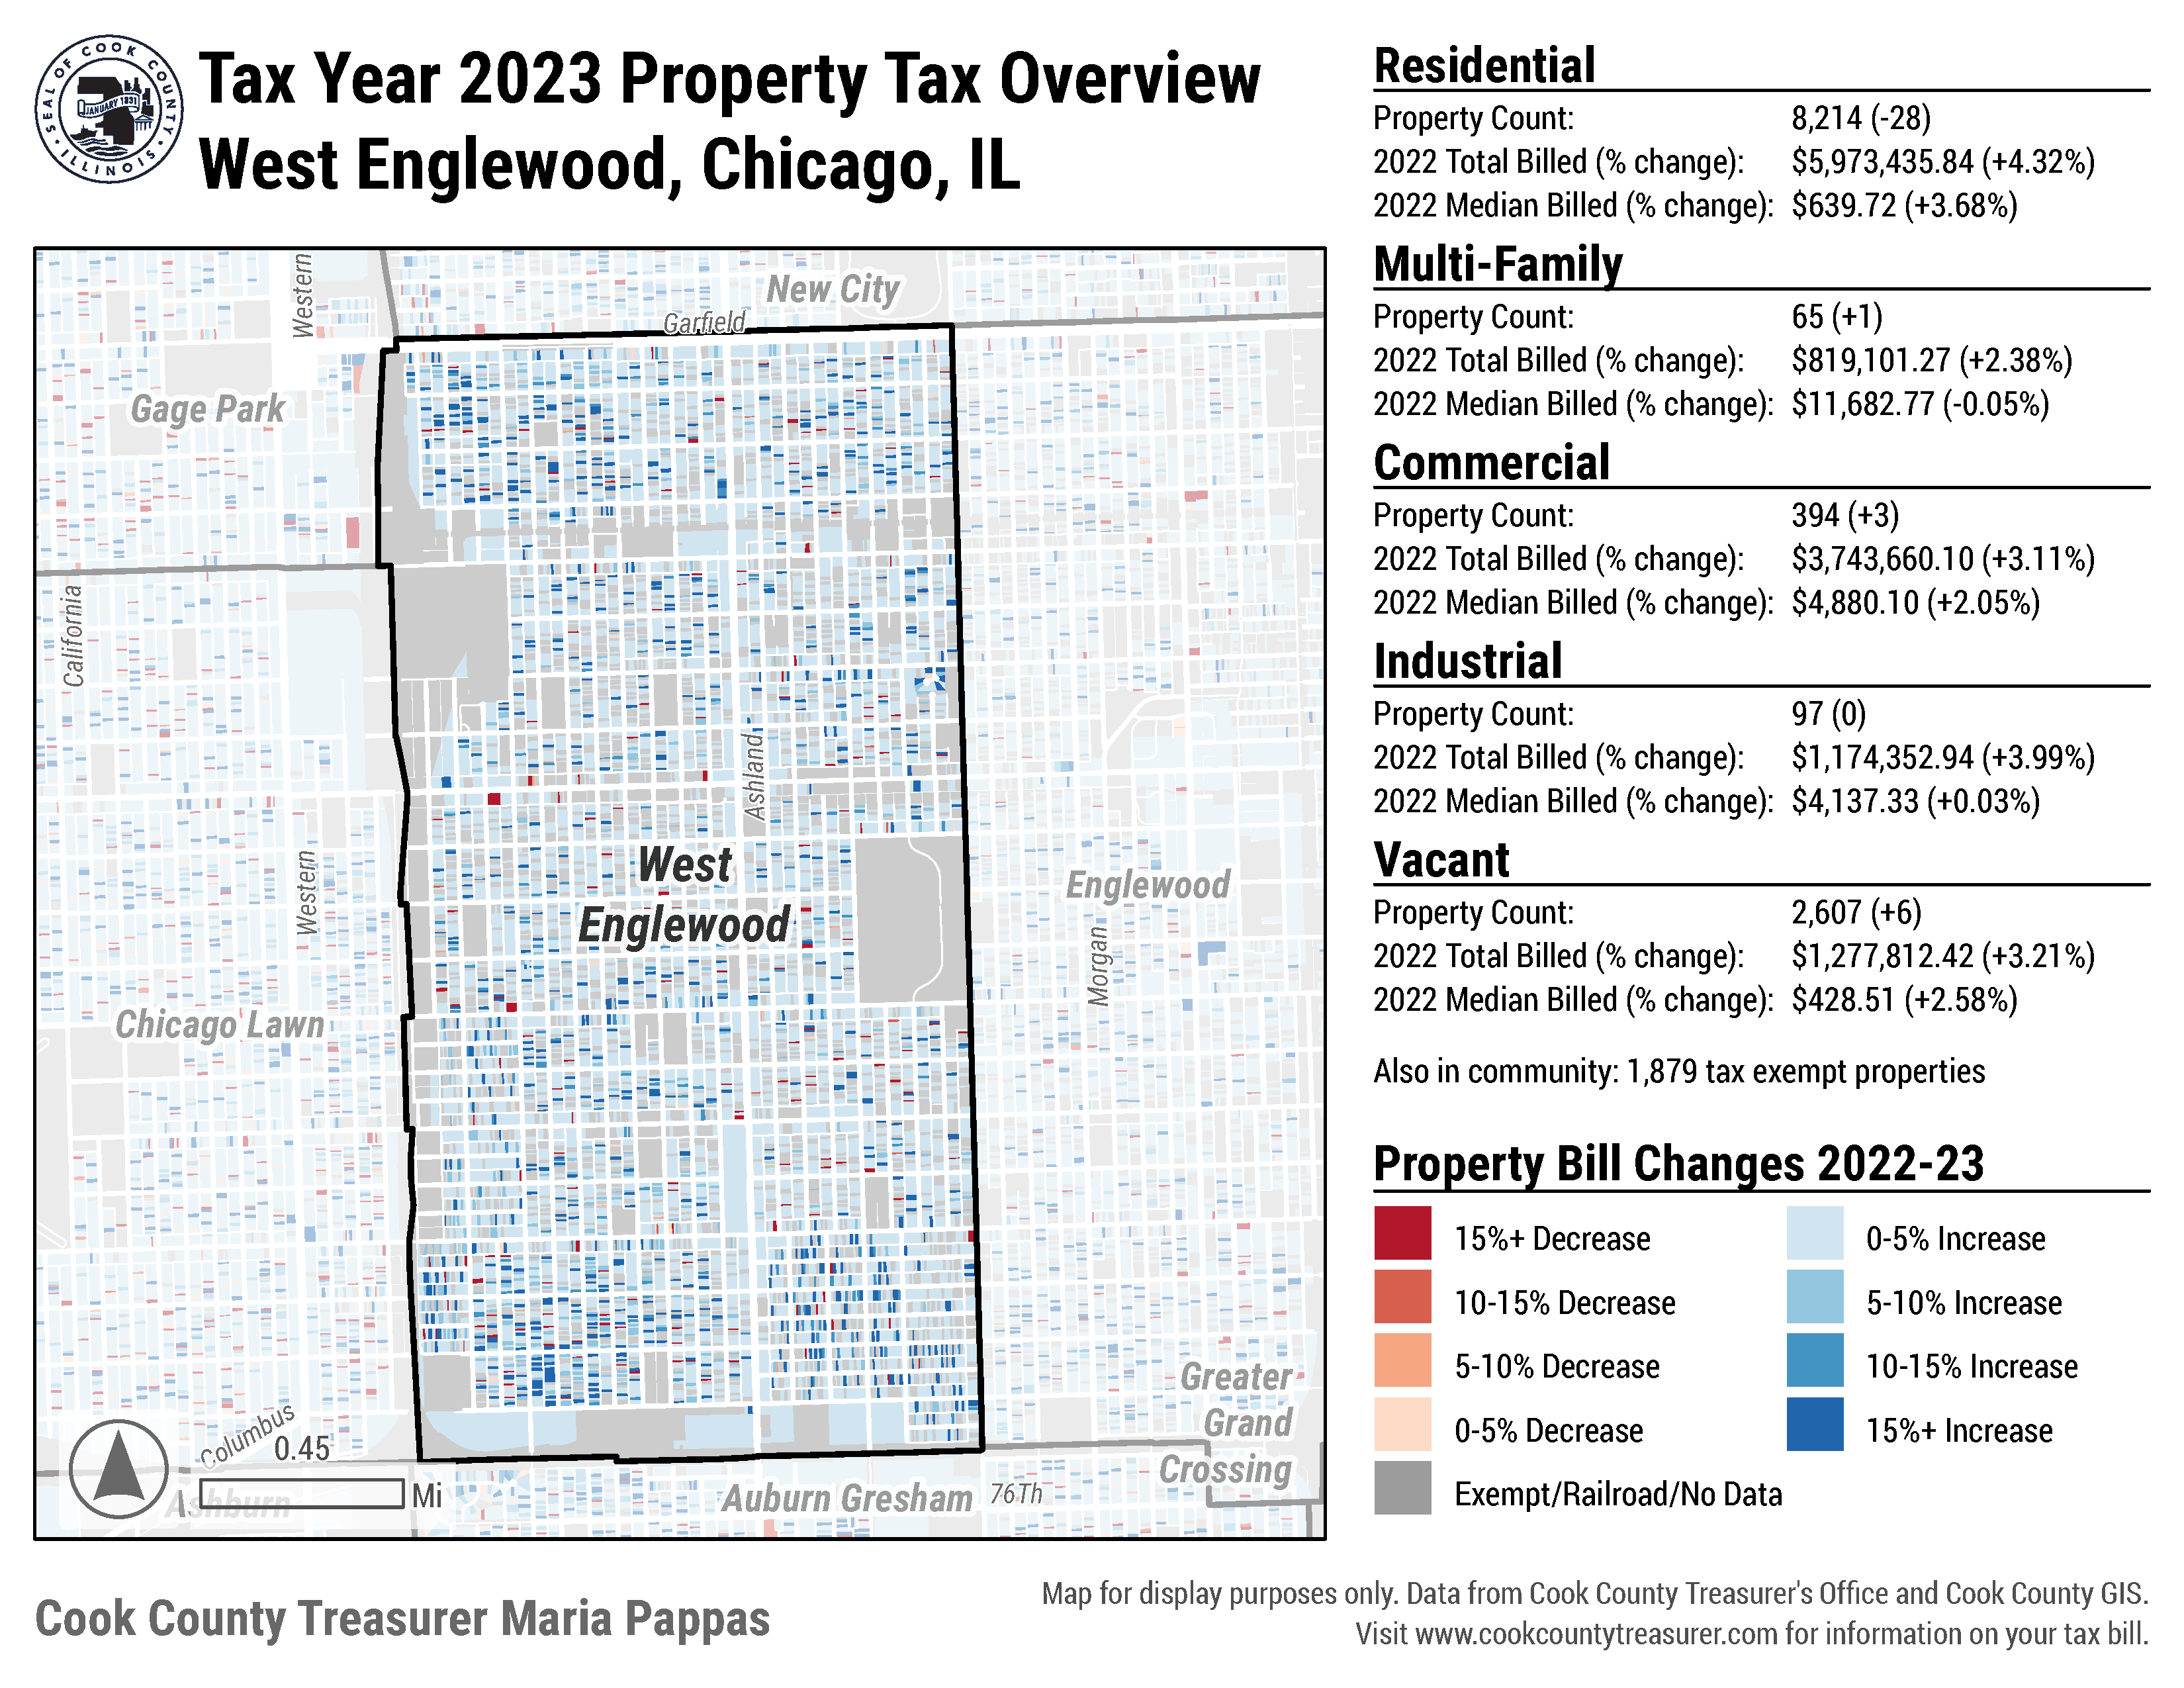 SEAL OF COOK COUNTY
JANUARY 1831
ILLINOIS
Tax Year 2023 Property Tax Overview
West Englewood, Chicago, IL
Western
New City
Garfield
Gage Park
California
Ashland
West
Englewood
Western
Englewood
Morgan
Chicago Lawn
Greater
Grand
Crossing
Columbus
0.45
Mi
Ashburn
Auburn Gresham
76Th
Residential
Property Count: 8,214 (-28)
2022 Total Billed (% change): $5,973,435.84 (+4.32%)
2022 Median Billed (% change): $639.72 (+3.68%)
Multi-Family
Property Count: 65 (+1)
2022 Total Billed (% change): $819,101.27 (+2.38%)
2022 Median Billed (% change): $11,682.77 (-0.05%)
Commercial
Property Count: 394 (+3)
2022 Total Billed (% change): $3,743,660.10 (+3.11%)
2022 Median Billed (% change): $4,880.10 (+2.05%)
Industrial
Property Count: 97 (0)
2022 Total Billed (% change): $1,174,352.94 (+3.99%)
2022 Median Billed (% change): $4,137.33 (+0.03%)
Vacant
Property Count: 2,607 (+6)
2022 Total Billed (% change): $1,277,812.42 (+3.21%)
2022 Median Billed (% change): $428.51 (+2.58%)
Also in community: 1,879 tax exempt properties
Property Bill Changes 2022-23
15%+ Decrease
0-5% Increase
10-15% Decrease
5-10% Increase
5-10% Decrease
10-15% Increase
0-5% Decrease
15%+ Increase
Exempt/Railroad/No Data
Cook County Treasurer Maria Pappas
Map for display purposes only. Data from Cook County Treasurer's Office and Cook County GIS.
Visit www.cookcountytreasurer.com for information on your tax bill.